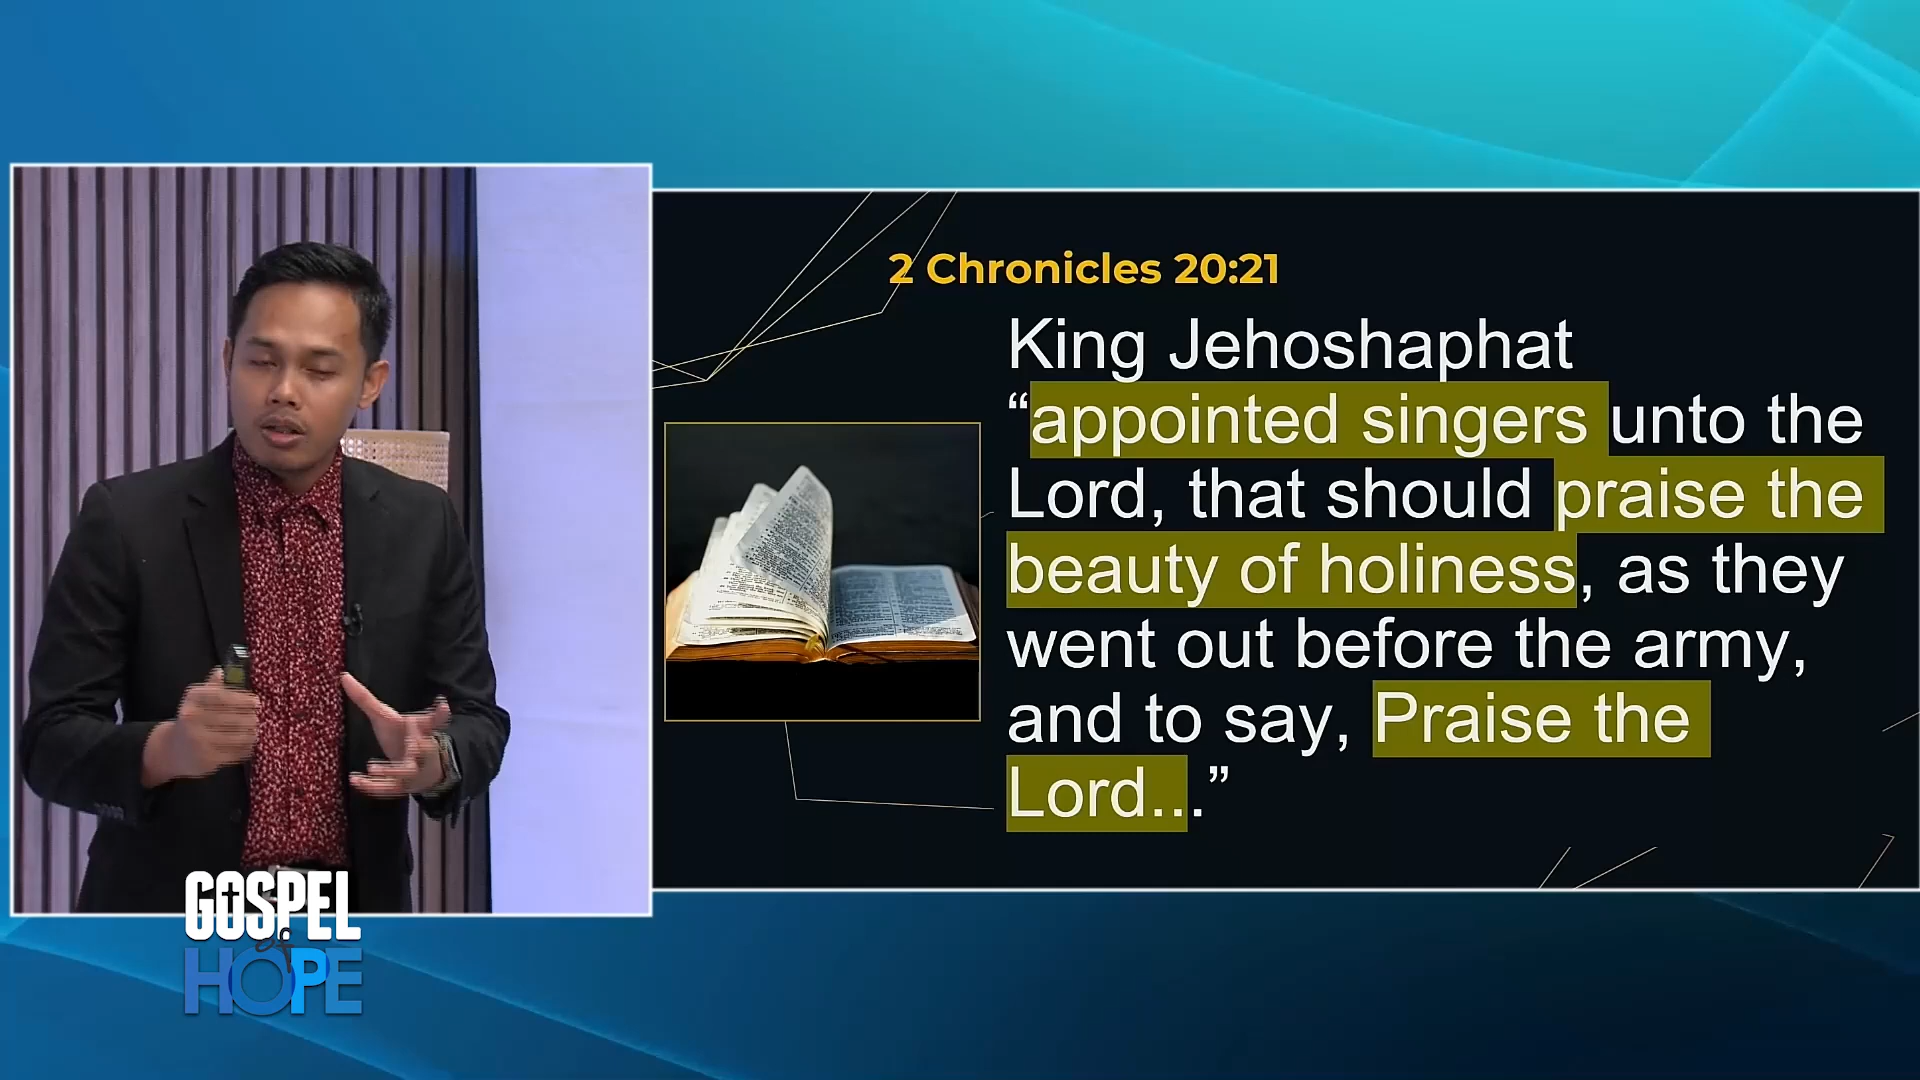 2 Chronicles 20:21
King Jehoshaphat
“appointed singers unto the
Lord, that should praise the
beauty of holiness, as they
went out before the army,
and to say, Praise the
Lord....”
GOSPEL
of
HOPE